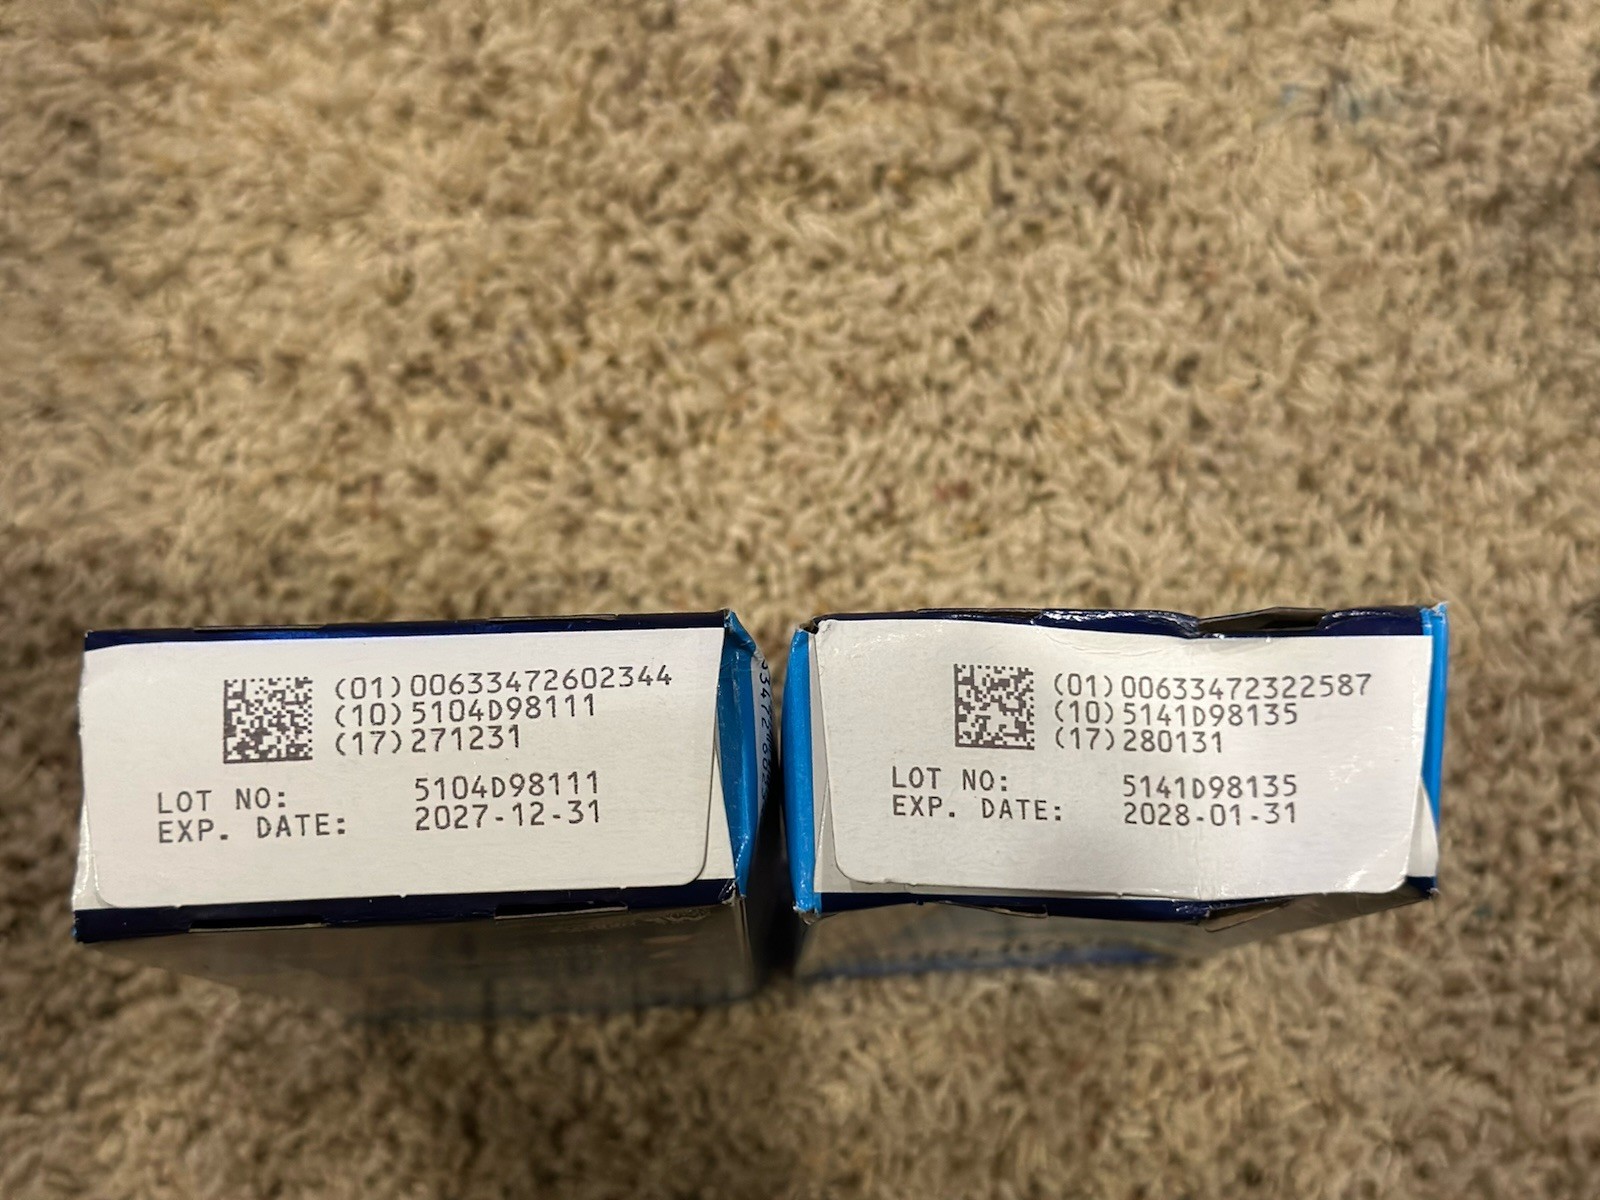 (01)00633472602344
(10)5104D98111
(17)271231
LOT NO: 5104D98111
EXP. DATE: 2027-12-31
(01)00633472322587
(10)5141D98135
(17)280131
LOT NO: 5141D98135
EXP. DATE: 2028-01-31